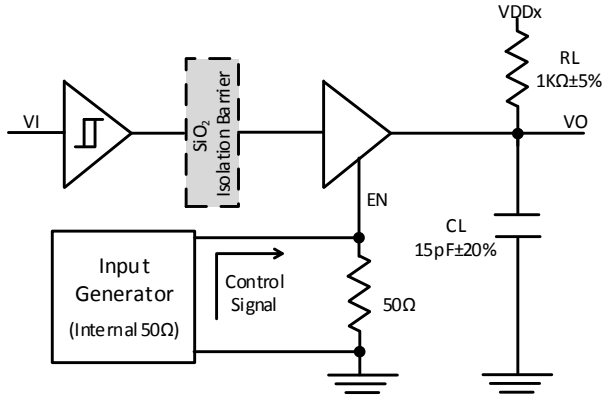 VDDx
RL
1KΩ±5%
VI
SiO2
Isolation Barrier
VO
EN
CL
15pF±20%
Input
Generator
(Internal 50Ω)
Control
Signal
50Ω